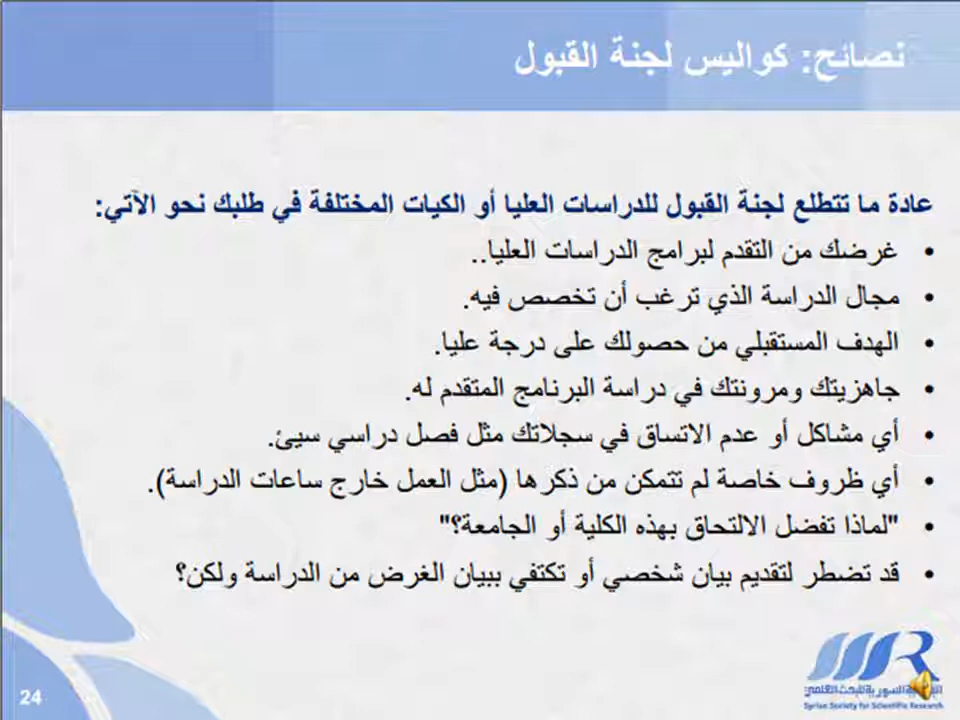 نصائح: كواليس لجنة القبول
عادة ما تتطلع لجنة القبول للدراسات العليا أو الكيات المختلفة في طلبك نحو الآتي:
• غرضك من التقدم لبرامج الدراسات العليا..
• مجال الدراسة الذي ترغب أن تخصص فيه.
• الهدف المستقبلي من حصولك على درجة عليا.
• جاهزيتك ومرونتك في دراسة البرنامج المتقدم له.
• أي مشاكل أو عدم الاتساق في سجلاتك مثل فصل دراسي سيئ.
• أي ظروف خاصة لم تتمكن من ذكرها (مثل العمل خارج ساعات الدراسة).
• "لماذا تفضل الالتحاق بهذه الكلية أو الجامعة؟"
• قد تضطر لتقديم بيان شخصي أو تكتفي ببيان الغرض من الدراسة ولكن؟
السورية للبحث العلمي
Syrian Society for Scientific Research
24